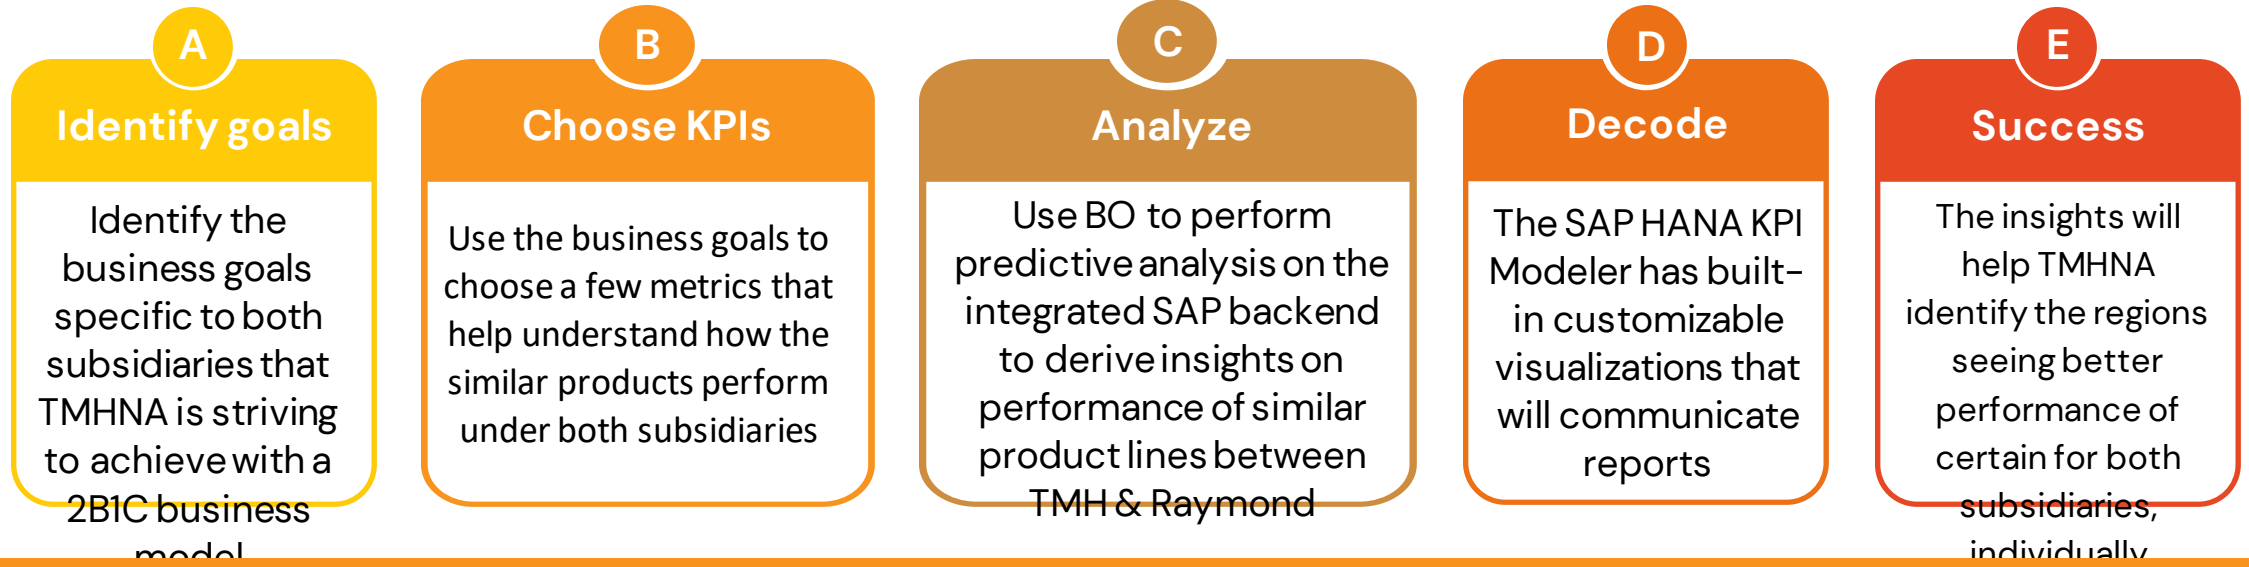 A
Identify goals
Identify the
business goals
specific to both
subsidiaries that
TMHNA is striving
to achieve with a
2B1C business
model
B
Choose KPIs
Use the business goals to
choose a few metrics that
help understand how the
similar products perform
under both subsidiaries
C
Analyze
Use BO to perform
predictive analysis on the
integrated SAP backend
to derive insights on
performance of similar
product lines between
TMH & Raymond
D
Decode
The SAP HANA KPI
Modeler has built-
in customizable
visualizations that
will communicate
reports
E
Success
The insights will
help TMHNA
identify the regions
seeing better
performance of
certain for both
subsidiaries,
individually